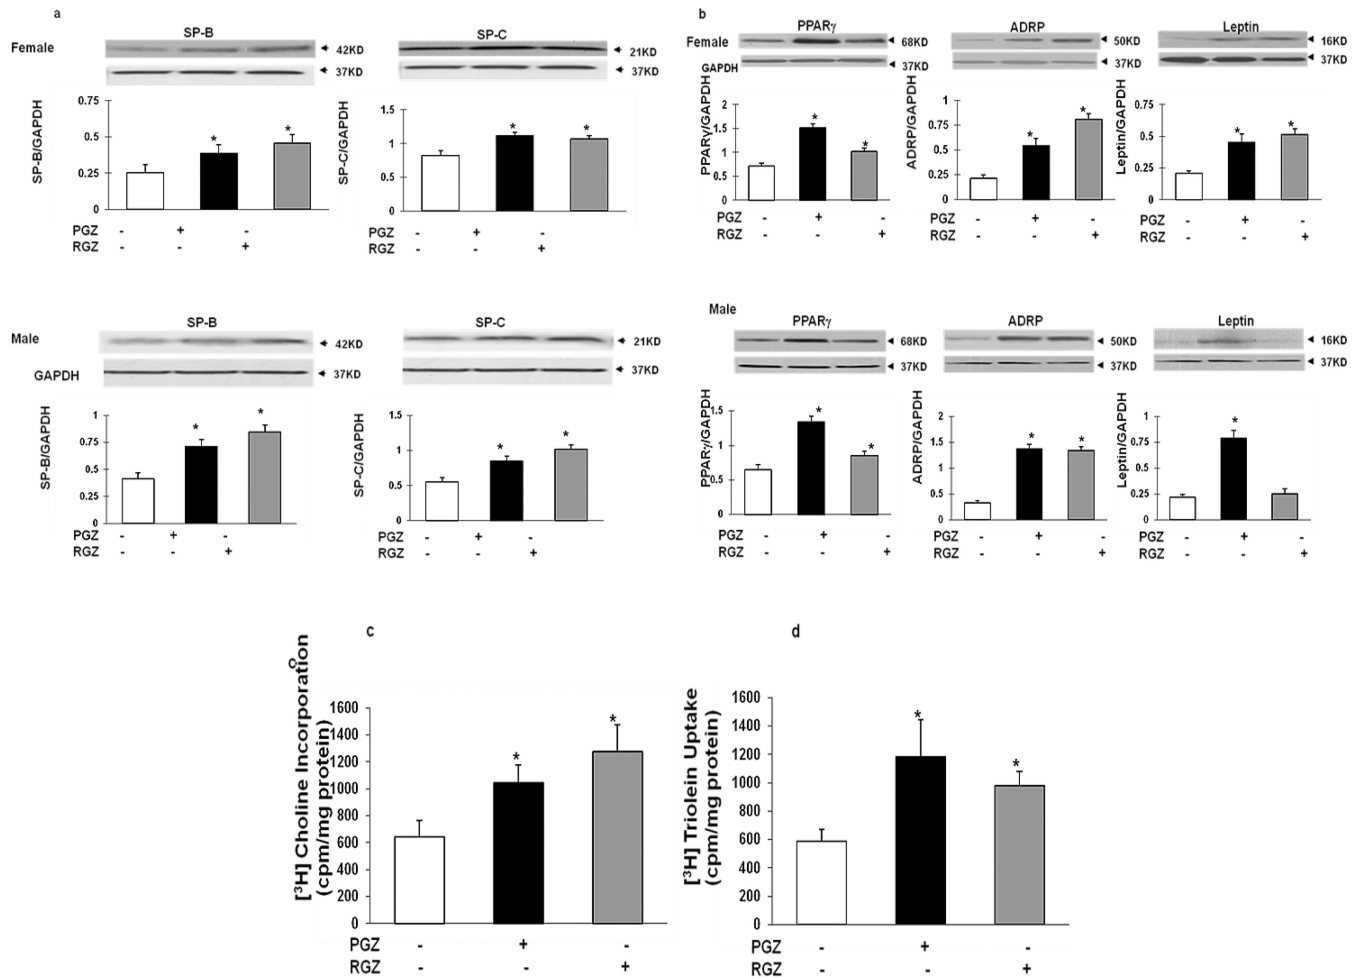 a
SP-B
Female
42KD
37KD
SP-C
21KD
37KD
SP-B/GAPDH
0.75
0.5
0.25
0
* *
PGZ - + -
RGZ - - +
SP-C/GAPDH
1.5
1
0.5
0
* *
PGZ - + -
RGZ - - +
SP-B
Male
42KD
GAPDH
37KD
SP-C
21KD
37KD
SP-B/GAPDH
1
0.75
0.5
0.25
0
* *
PGZ - + -
RGZ - - +
SP-C/GAPDH
1.5
1
0.5
0
* *
PGZ - + -
RGZ - - +
b
PPARγ
Female
68KD
GAPDH
37KD
ADRP
50KD
37KD
Leptin
16KD
37KD
PPARγ/GAPDH
2
1.5
1
0.5
0
* *
PGZ - + -
RGZ - - +
ADRP/GAPDH
1
0.75
0.5
0.25
0
* *
PGZ - + -
RGZ - - +
Leptin/GAPDH
0.75
0.5
0.25
0
* *
PGZ - + -
RGZ - - +
Male
PPARγ
68KD
37KD
ADRP
50KD
37KD
Leptin
16KD
37KD
PPARγ/GAPDH
1.5
1
0.5
0
* *
PGZ - + -
RGZ - - +
ADRP/GAPDH
2
1.5
1
0.5
0
* *
PGZ - + -
RGZ - - +
Leptin/GAPDH
1
0.75
0.5
0.25
0
*
PGZ - + -
RGZ - - +
c
[³H] Choline Incorporation
(cpm/mg protein)
1600
1400
1200
1000
800
600
400
200
0
* *
PGZ - + -
RGZ - - +
d
[³H] Triolein Uptake
(cpm/mg protein)
1600
1400
1200
1000
800
600
400
200
0
* *
PGZ - + -
RGZ - - +